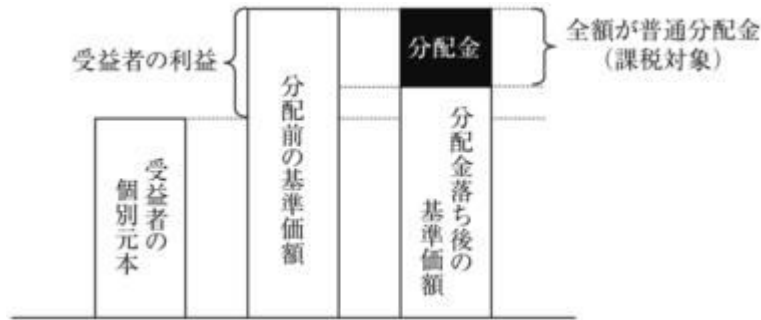 受益者の利益
受益者の
個別元本
分配前の基準価額
分配金
分配金落ち後の
基準価額
全額が普通分配金
（課税対象）